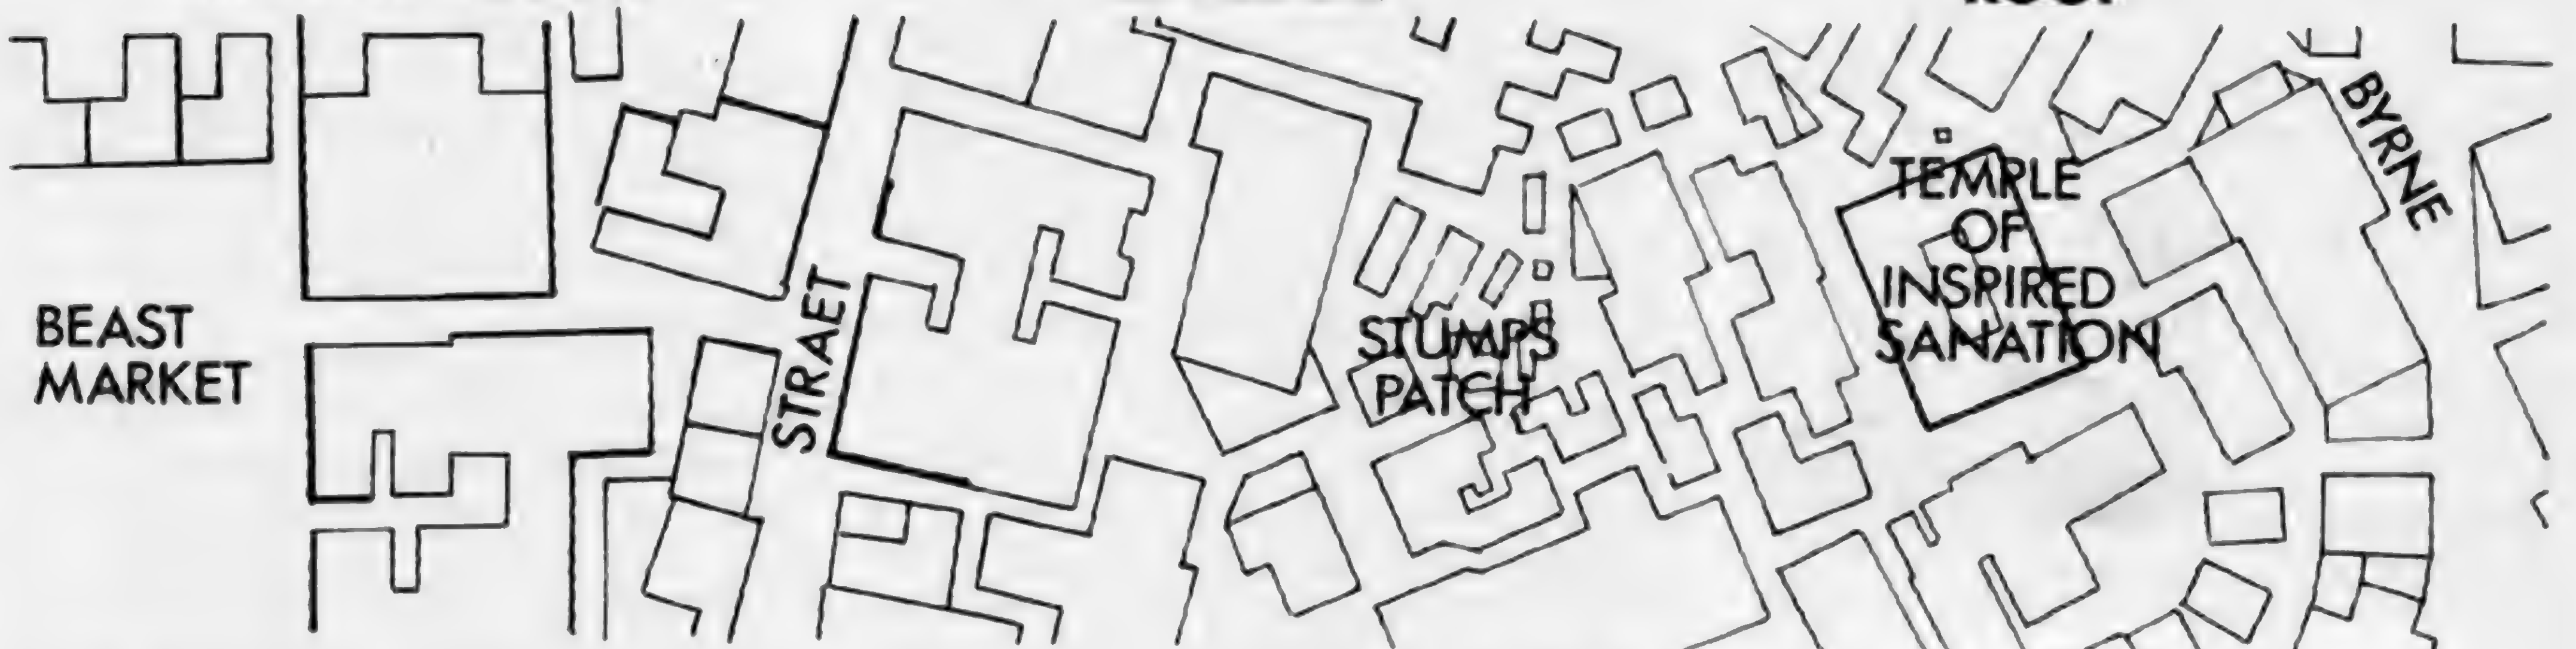 BEAST
MARKET
STRAET
STUMPS
PATCH
TEMPLE
OF
INSPIRED
SANATION
BYRNE